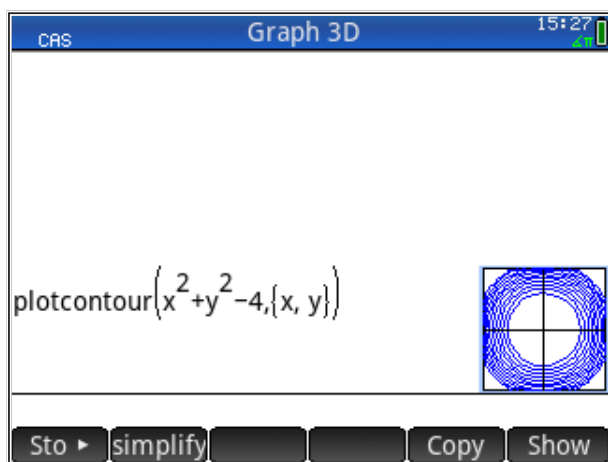 CAS Graph 3D 15:27
∡π
plotcontour(x²+y²-4,{x, y})
Sto ► simplify Copy Show